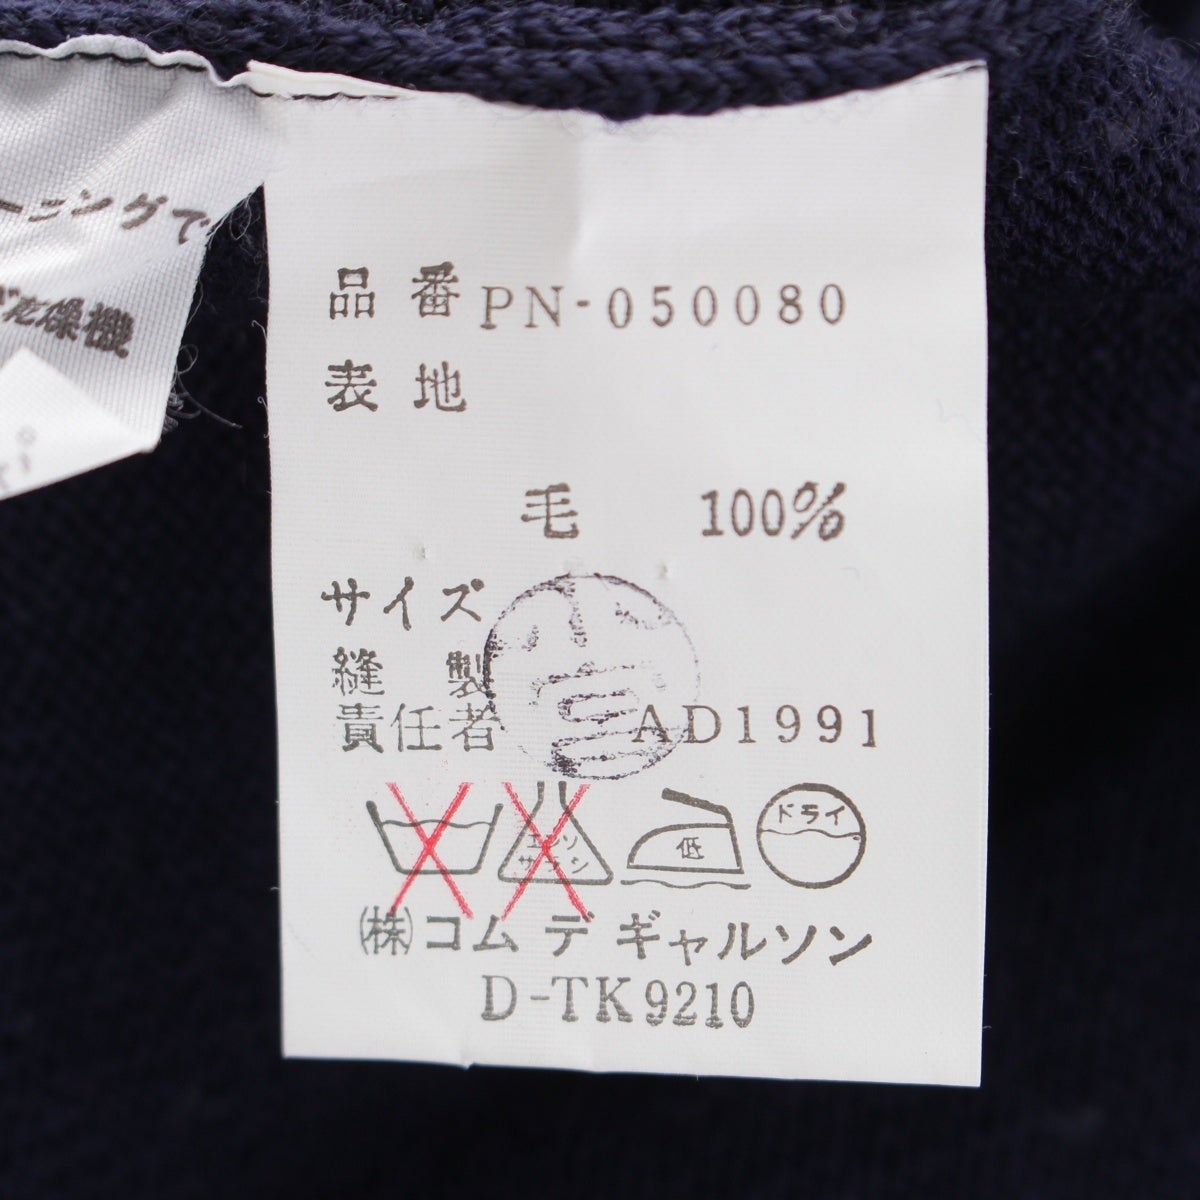 ーニングで
乾燥機
品番 PN-050080
表地
毛 100%
サイズ
縫製
責任者 AD1991
エンソ
サラシ
低
ドライ
㈱コム デ ギャルソン
D-TK9210